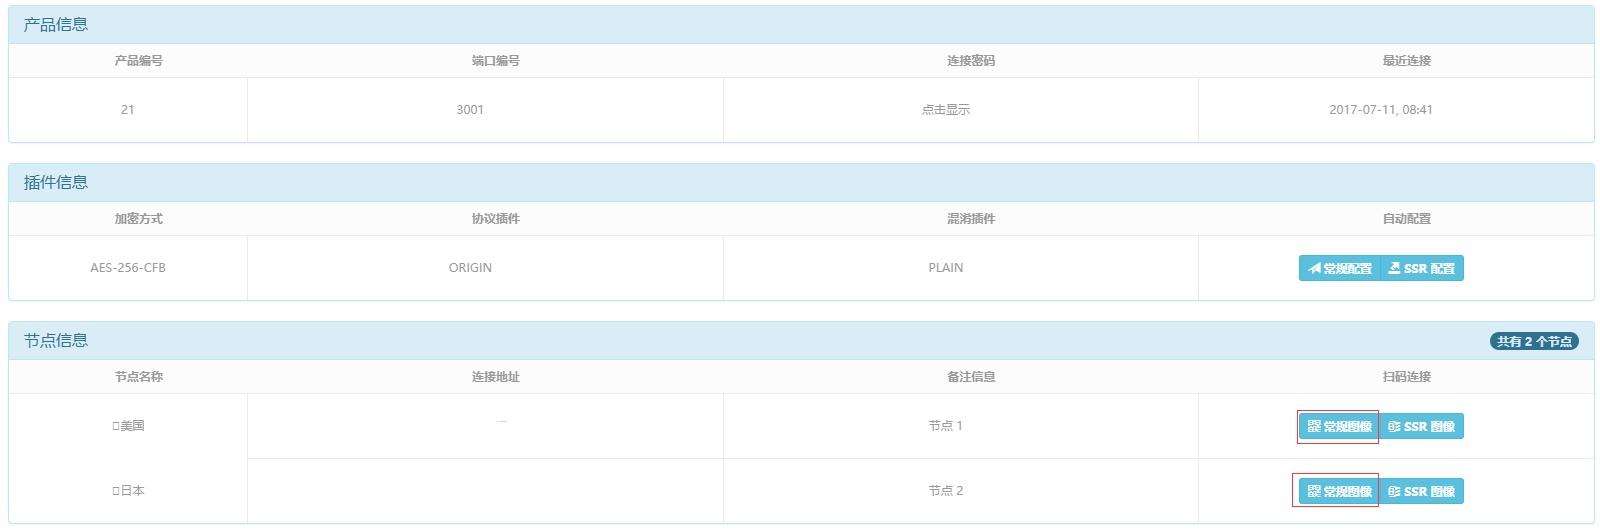 产品信息
产品编号 端口编号 连接密码 最近连接
21 3001 点击显示 2017-07-11, 08:41
插件信息
加密方式 协议插件 混淆插件 自动配置
AES-256-CFB ORIGIN PLAIN 常规配置 SSR 配置
节点信息 共有 2 个节点
节点名称 连接地址 备注信息 扫码连接
美国 节点 1 常规图像 SSR 图像
日本 节点 2 常规图像 SSR 图像